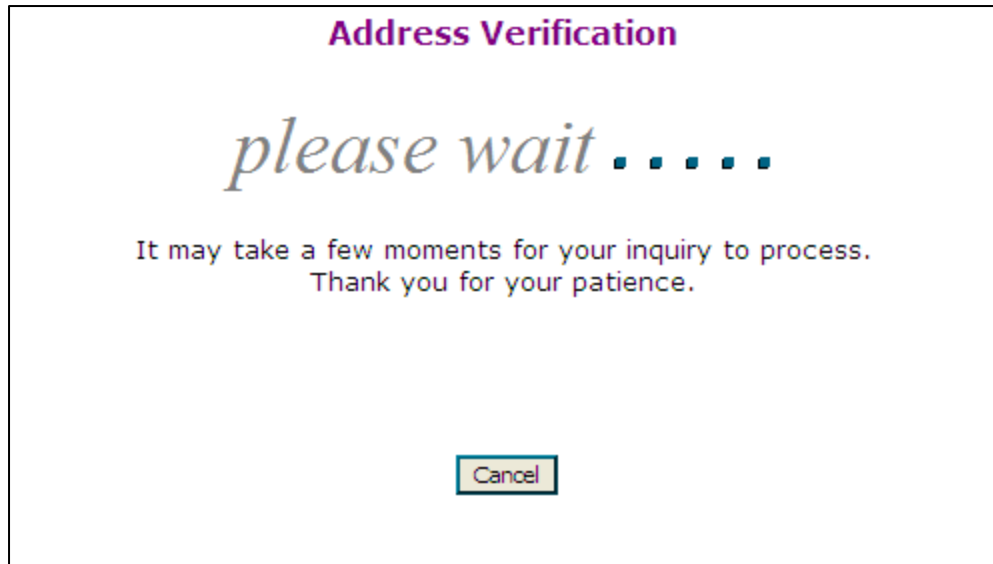 Address Verification
please wait .....
It may take a few moments for your inquiry to process.
Thank you for your patience.
Cancel